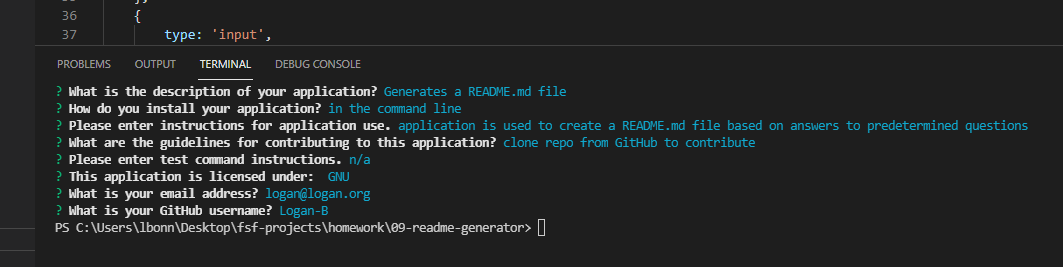 36 {
37 type: 'input',
PROBLEMS OUTPUT TERMINAL DEBUG CONSOLE
? What is the description of your application? Generates a README.md file
? How do you install your application? in the command line
? Please enter instructions for application use. application is used to create a README.md file based on answers to predetermined questions
? What are the guidelines for contributing to this application? clone repo from GitHub to contribute
? Please enter test command instructions. n/a
? This application is licensed under:  GNU
? What is your email address? logan@logan.org
? What is your GitHub username? Logan-B
PS C:\Users\lbonn\Desktop\fsf-projects\homework\09-readme-generator>